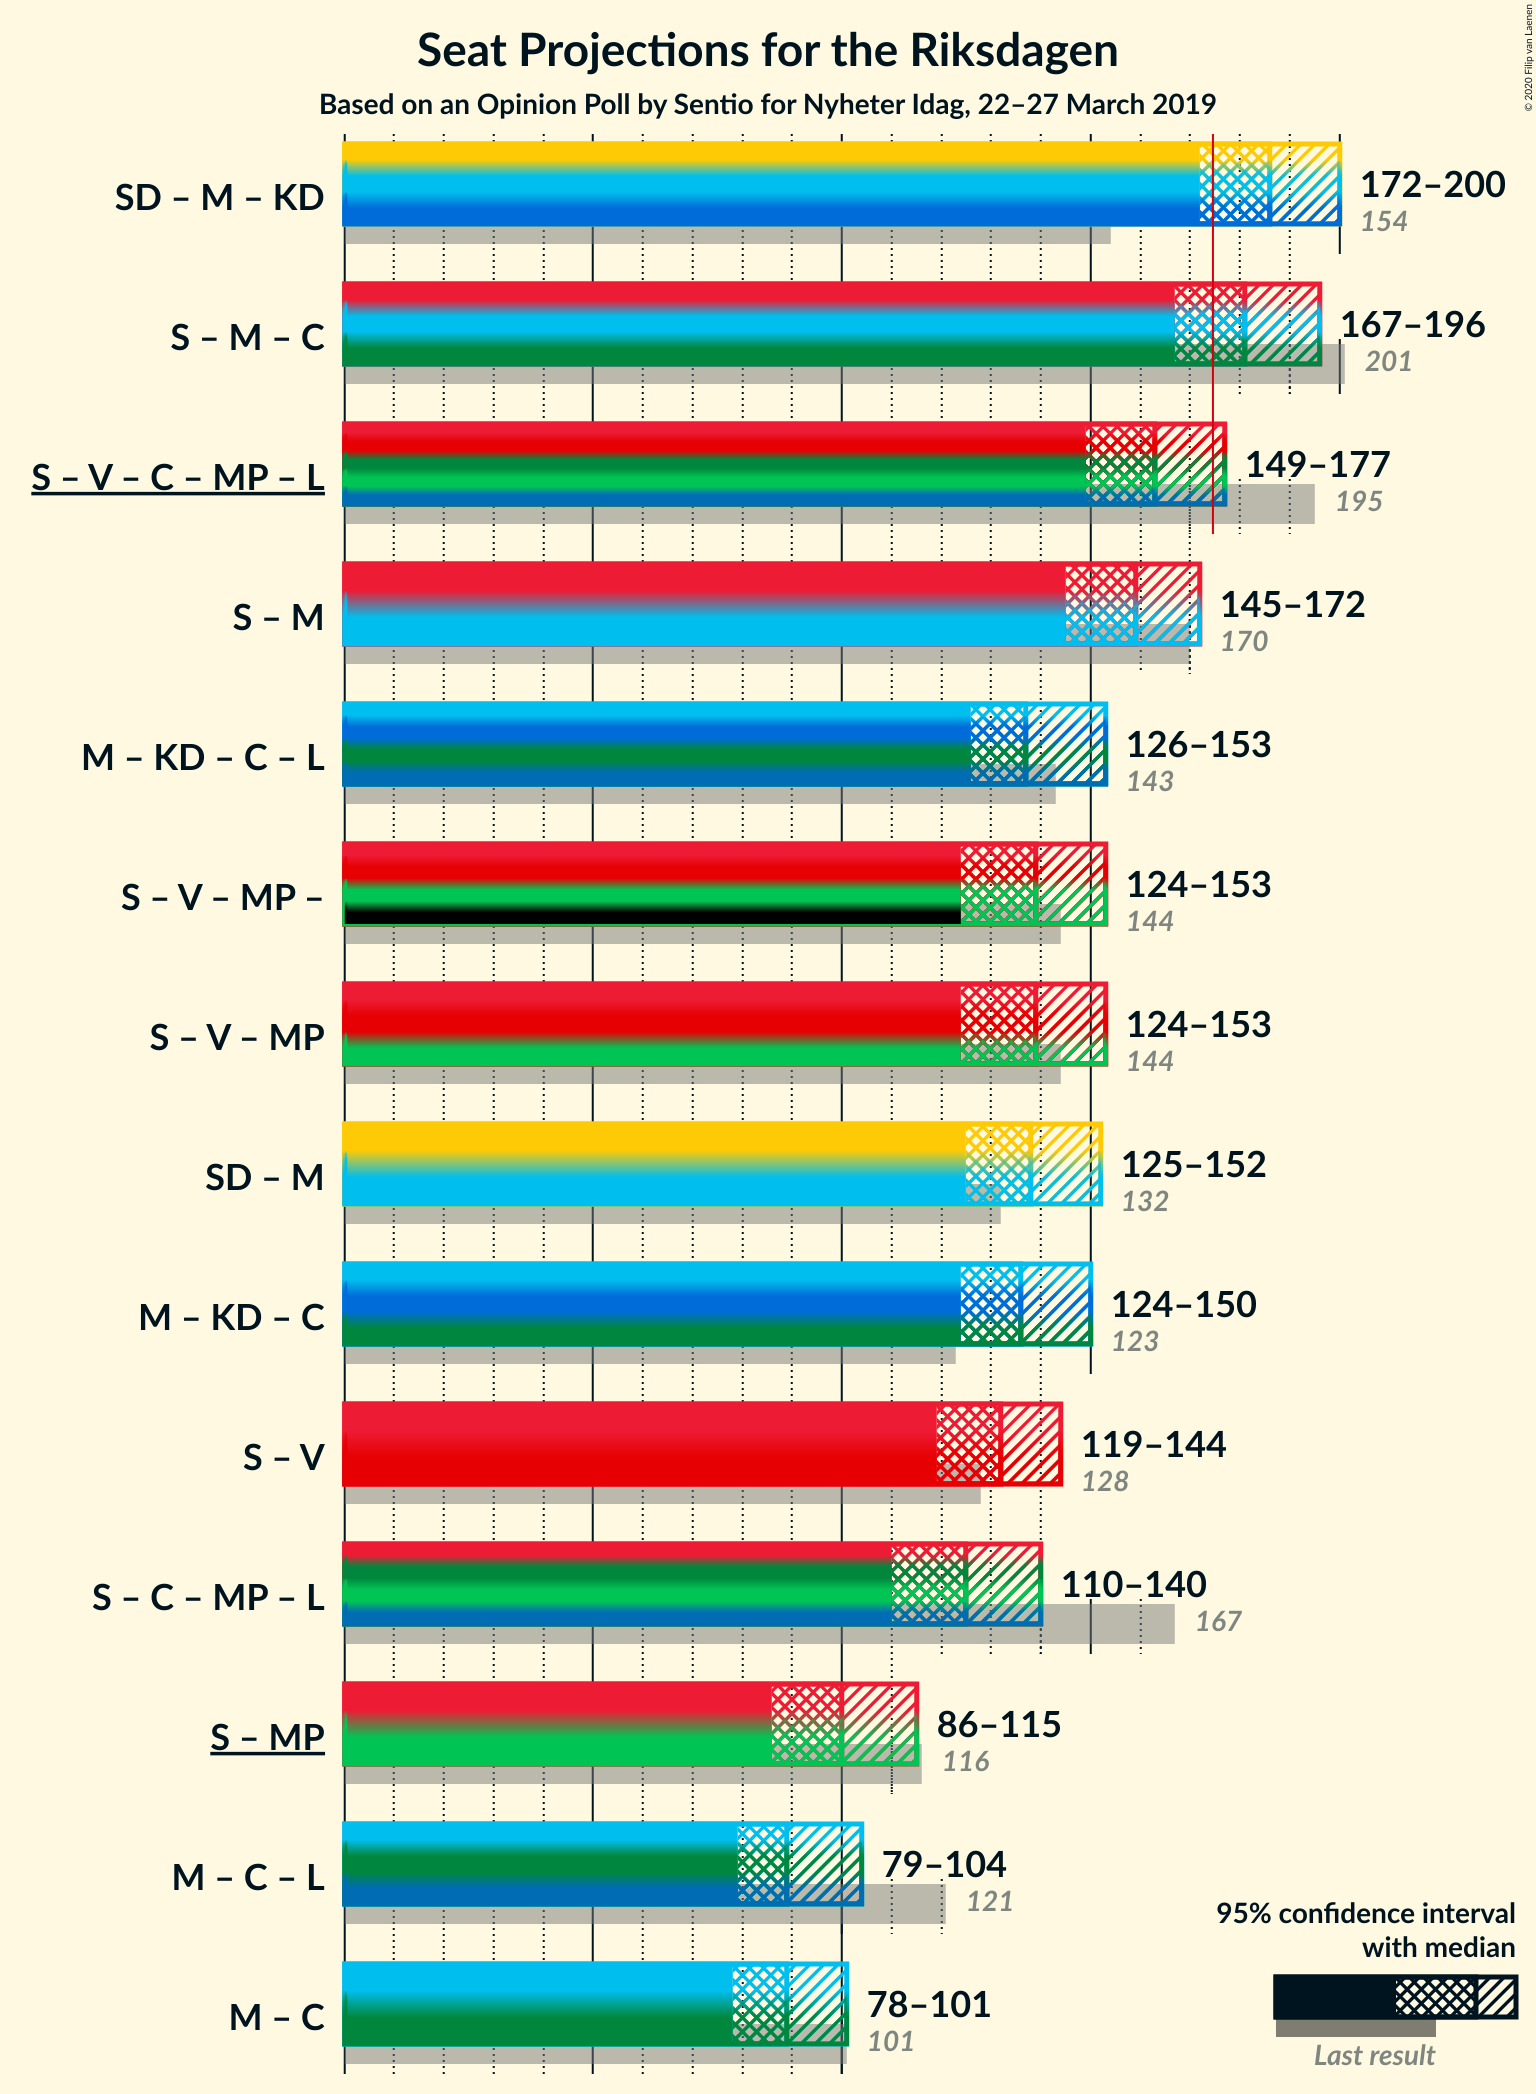 Seat Projections for the Riksdagen
Based on an Opinion Poll by Sentio for Nyheter Idag, 22–27 March 2019
© 2020 Filip van Laenen
SD – M – KD
172–200
154
S – M – C
167–196
201
S – V – C – MP – L
149–177
195
S – M
145–172
170
M – KD – C – L
126–153
143
S – V – MP –
124–153
144
S – V – MP
124–153
144
SD – M
125–152
132
M – KD – C
124–150
123
S – V
119–144
128
S – C – MP – L
110–140
167
S – MP
86–115
116
M – C – L
79–104
121
M – C
78–101
101
95% confidence interval
with median
Last result